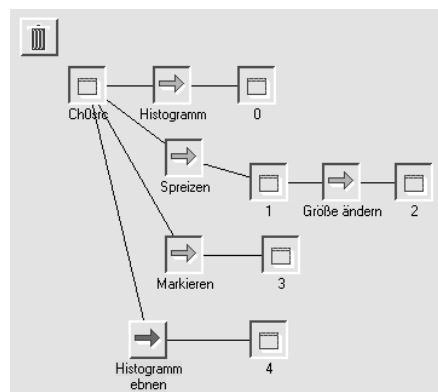 Ch0src
Histogramm
0
Spreizen
1
Größe ändern
2
Markieren
3
Histogramm
ebnen
4